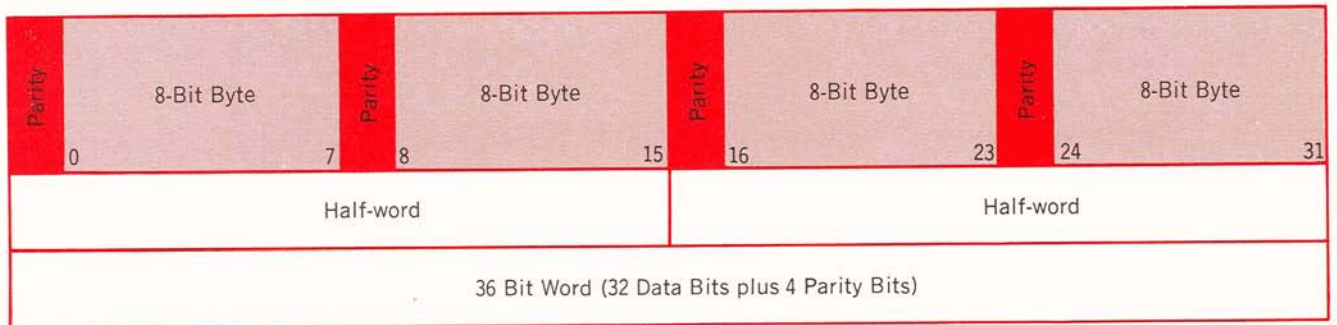 Parity 8-Bit Byte Parity 8-Bit Byte Parity 8-Bit Byte Parity 8-Bit Byte
0 7 8 15 16 23 24 31
Half-word Half-word
36 Bit Word (32 Data Bits plus 4 Parity Bits)